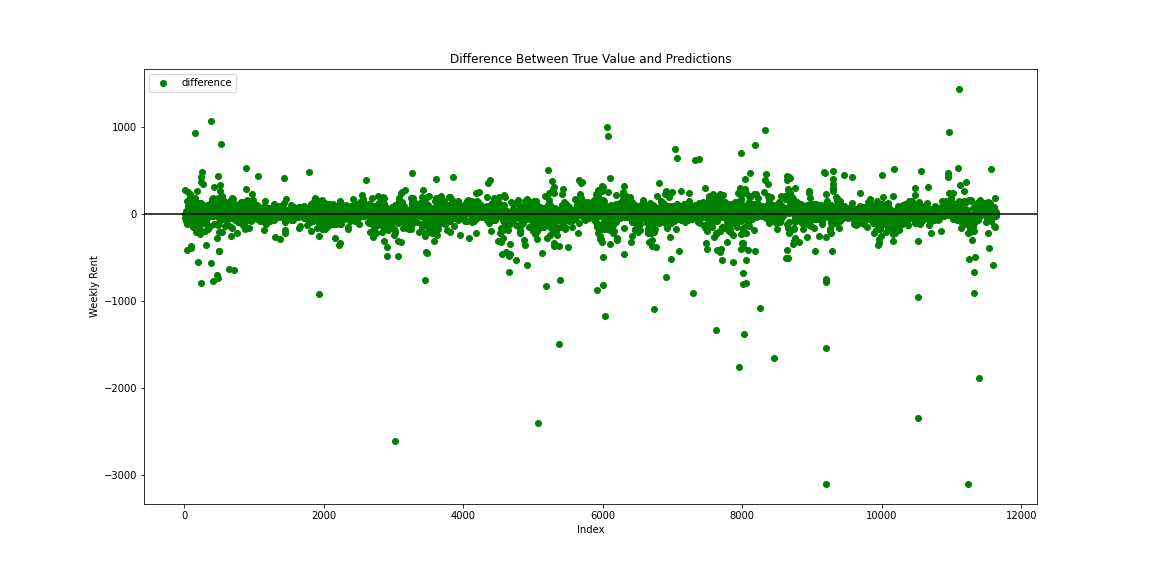 Difference Between True Value and Predictions
difference
Weekly Rent
1000
0
−1000
−2000
−3000
0 2000 4000 6000 8000 10000 12000
Index